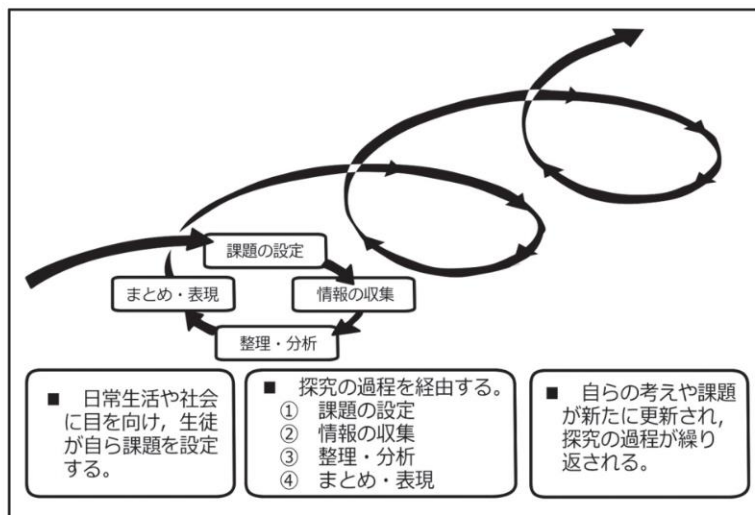 課題の設定
まとめ・表現
情報の収集
整理・分析
■ 日常生活や社会
に目を向け，生徒
が自ら課題を設定
する。
■ 探究の過程を経由する。
① 課題の設定
② 情報の収集
③ 整理・分析
④ まとめ・表現
■ 自らの考えや課題
が新たに更新され，
探究の過程が繰り
返される。